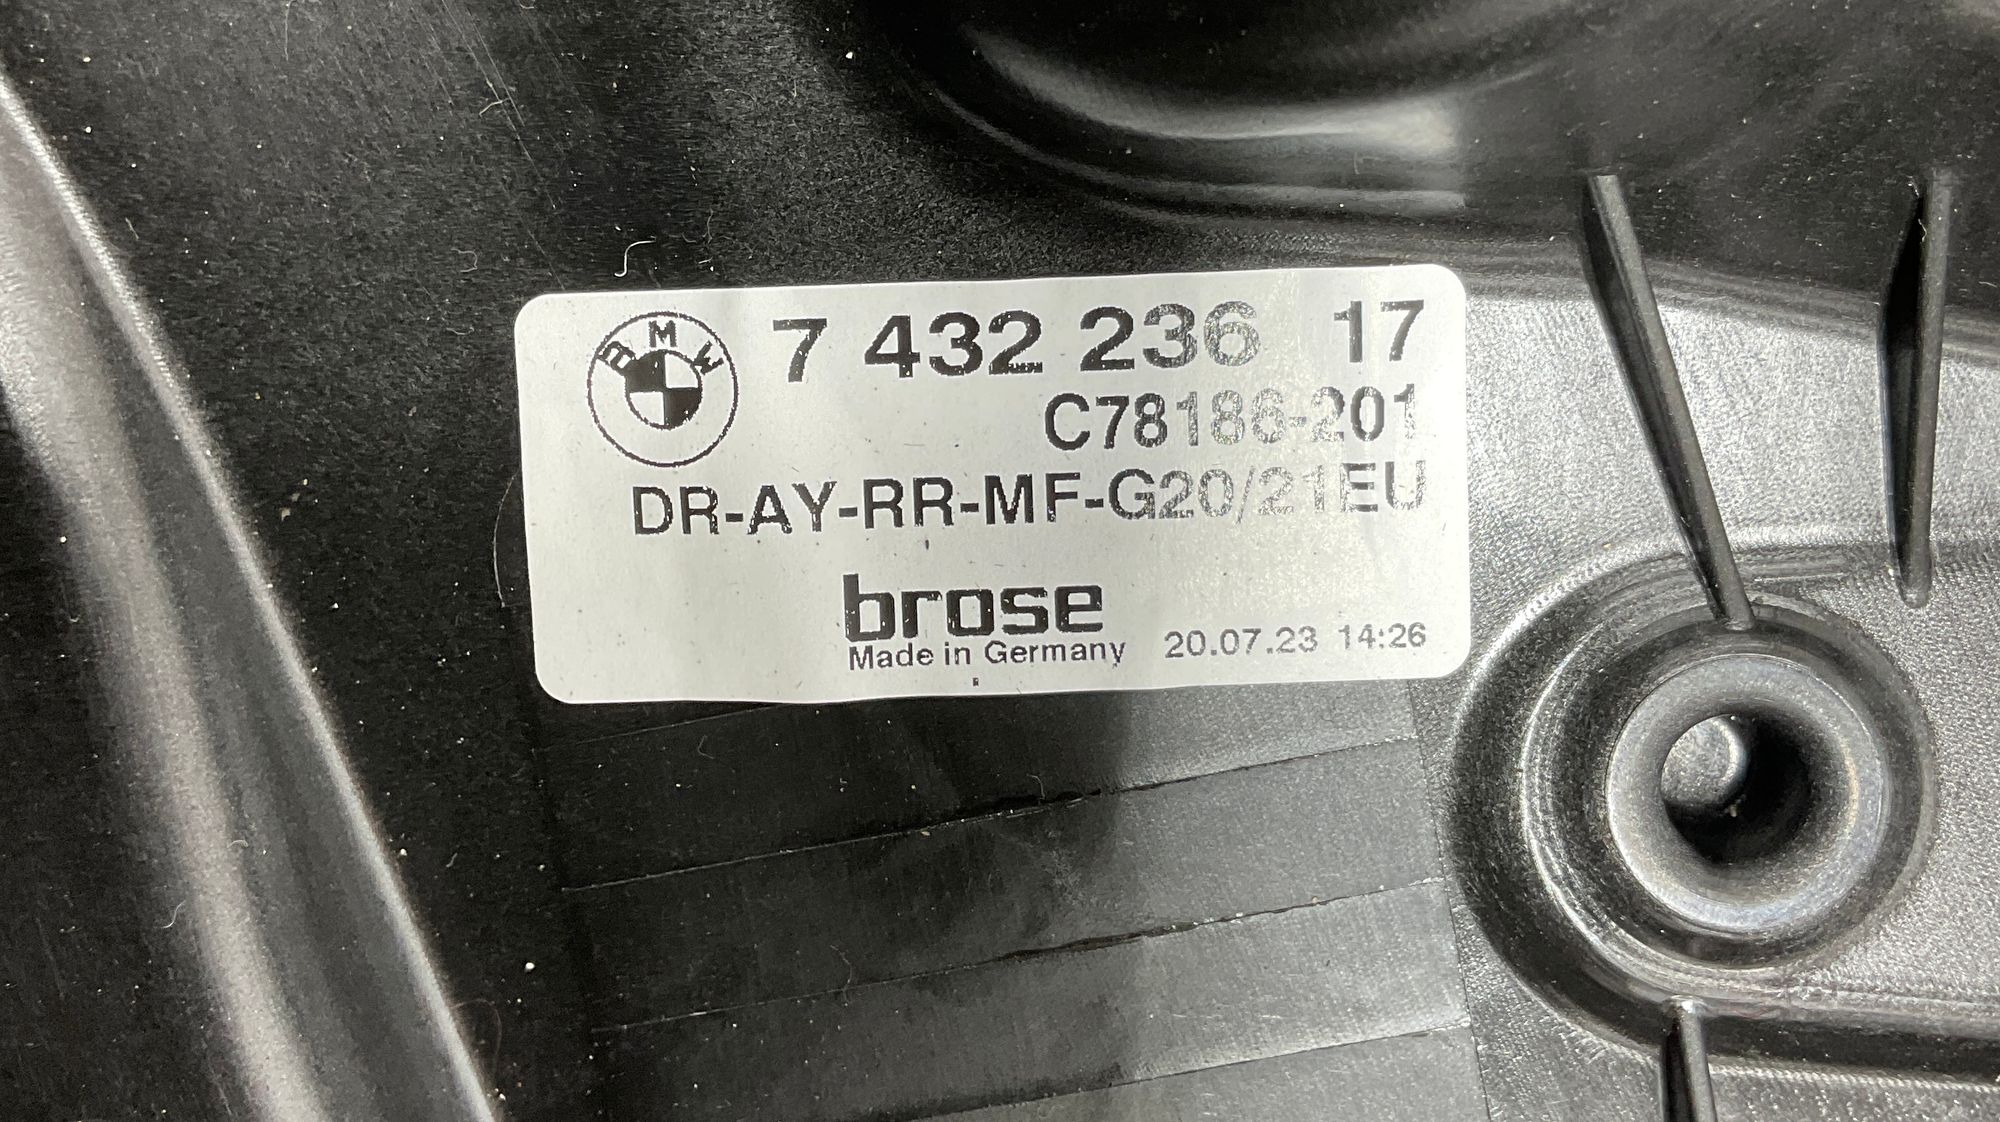 BMW
7 432 236 17
C78186-201
DR-AY-RR-MF-G20/21EU
brose
Made in Germany 20.07.23 14:26